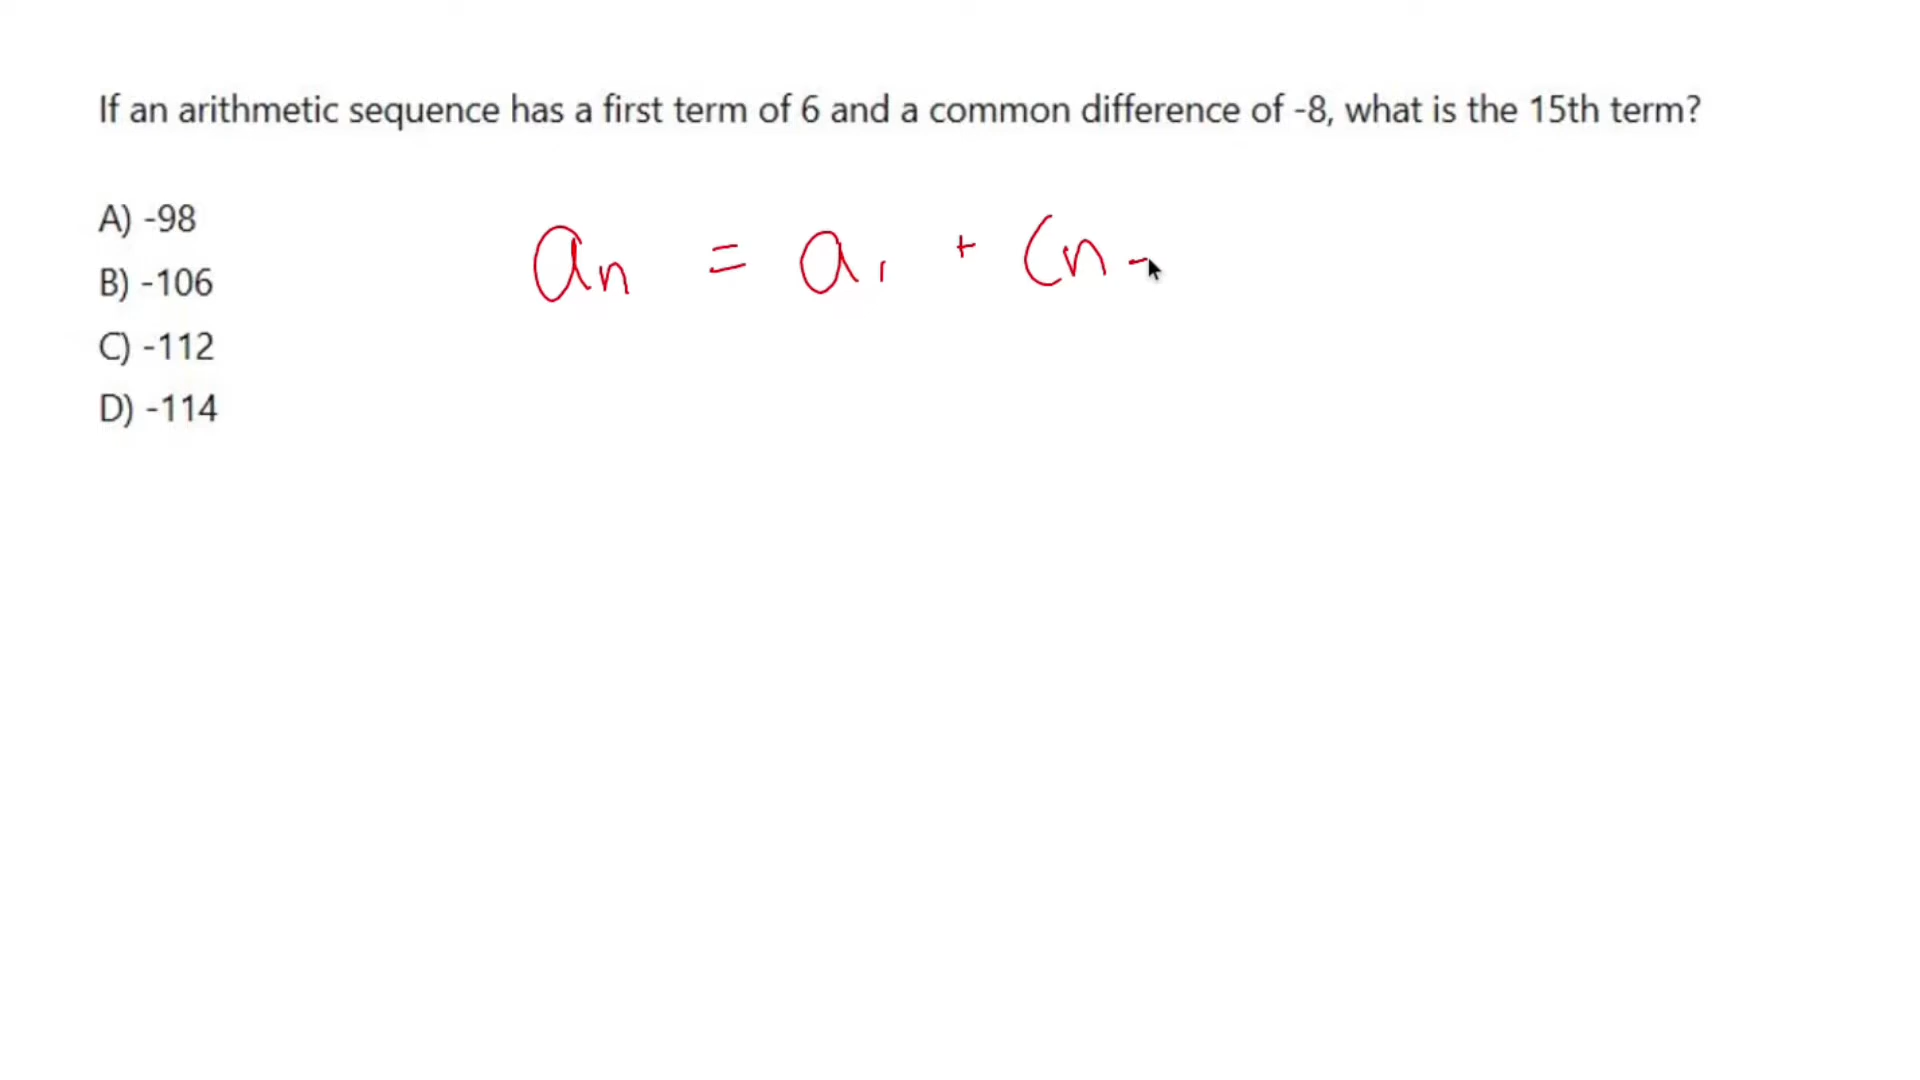 If an arithmetic sequence has a first term of 6 and a common difference of -8, what is the 15th term?
A) -98
B) -106
C) -112
D) -114
aₙ = a₁ + (n -